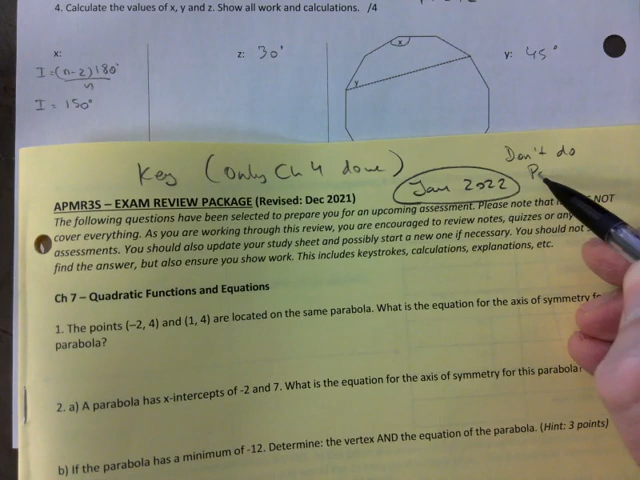 4. Calculate the values of x, y and z. Show all work and calculations. /4
x:
z: 30°
y: 45°
I = (n-2)180°
n
I = 150°
x
y
Key (only Ch 4 done)
Jan 2022
Don't do
APMR3S – EXAM REVIEW PACKAGE (Revised: Dec 2021)
The following questions have been selected to prepare you for an upcoming assessment. Please note that NOT
cover everything. As you are working through this review, you are encouraged to review notes, quizzes or any
assessments. You should also update your study sheet and possibly start a new one if necessary. You should not
find the answer, but also ensure you show work. This includes keystrokes, calculations, explanations, etc.
Ch 7 – Quadratic Functions and Equations
1. The points (−2, 4) and (1, 4) are located on the same parabola. What is the equation for the axis of symmetry
parabola?
2. a) A parabola has x-intercepts of -2 and 7. What is the equation for the axis of symmetry for this parabola?
b) If the parabola has a minimum of -12. Determine: the vertex AND the equation of the parabola. (Hint: 3 points)